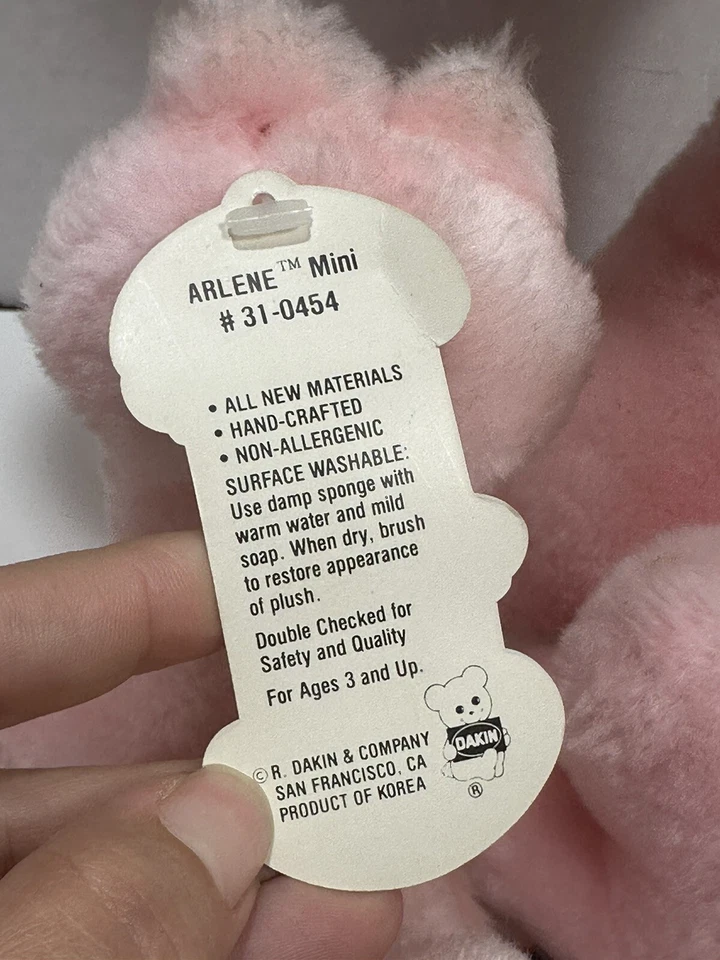 ARLENE™ Mini
# 31-0454
• ALL NEW MATERIALS
• HAND-CRAFTED
• NON-ALLERGENIC
SURFACE WASHABLE:
Use damp sponge with
warm water and mild
soap. When dry, brush
to restore appearance
of plush.
Double Checked for
Safety and Quality
For Ages 3 and Up.
DAKIN
®
© R. DAKIN & COMPANY
SAN FRANCISCO, CA
PRODUCT OF KOREA